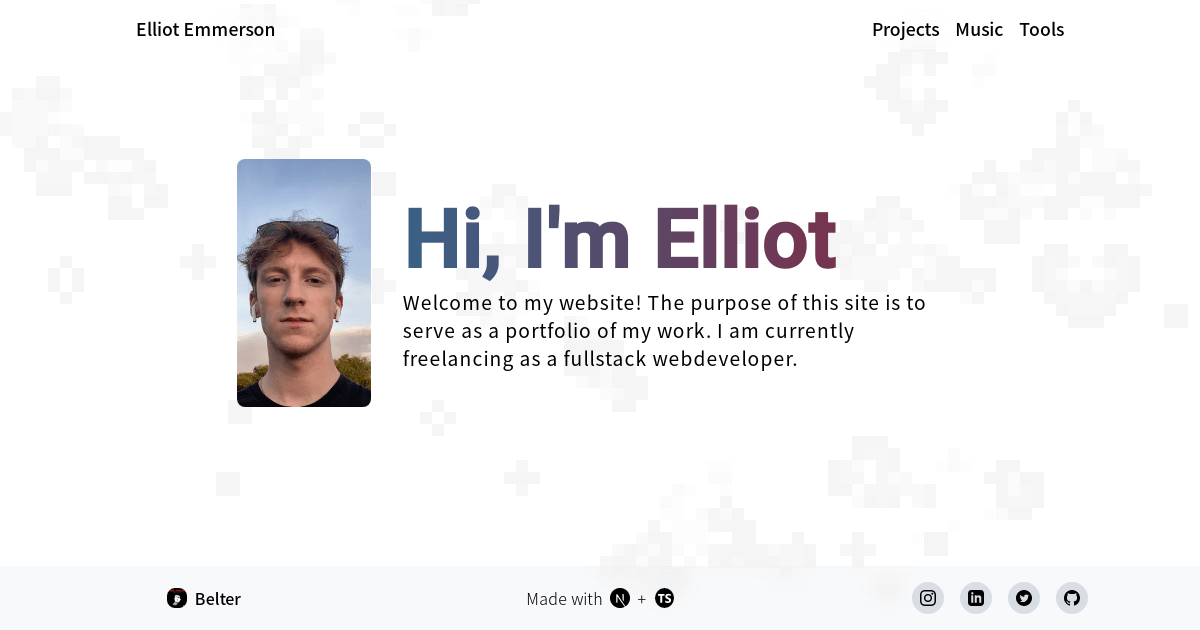 Elliot Emmerson
Projects Music Tools
Hi, I'm Elliot
Welcome to my website! The purpose of this site is to
serve as a portfolio of my work. I am currently
freelancing as a fullstack webdeveloper.
Belter
Made with N + TS
in